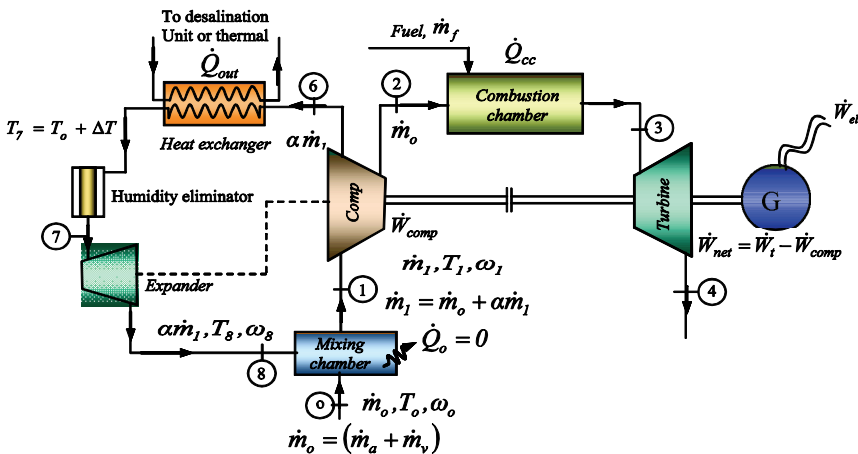 To desalination
Unit or thermal
Q̇out
Heat exchanger
T7 = To + ΔT
6
αṁ1
2
ṁo
Fuel, ṁf
Q̇cc
Combustion
chamber
3
Ẇel
G
Humidity eliminator
7
Expander
Comp
Ẇcomp
Turbine
Ẇnet = Ẇt − Ẇcomp
4
ṁ1, T1, ω1
1
ṁ1 = ṁo + αṁ1
αṁ1, T8, ω8
8
Mixing
chamber
Q̇o = 0
o
ṁo, To, ωo
ṁo = (ṁa + ṁv)